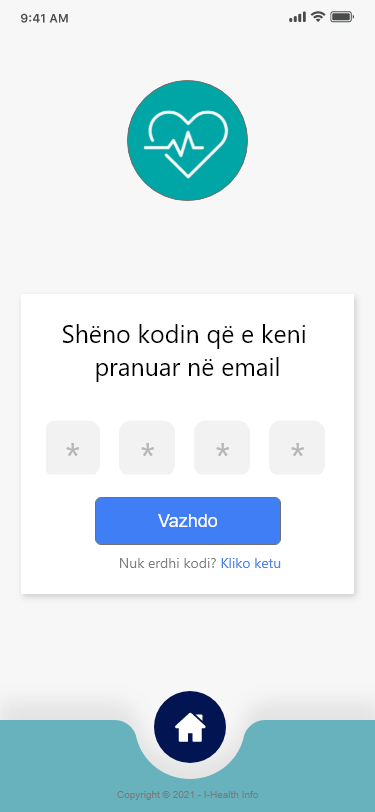 9:41 AM
Shëno kodin që e keni
pranuar në email
* * * *
Vazhdo
Nuk erdhi kodi? Kliko ketu
Copyright © 2021 - I-Health Info